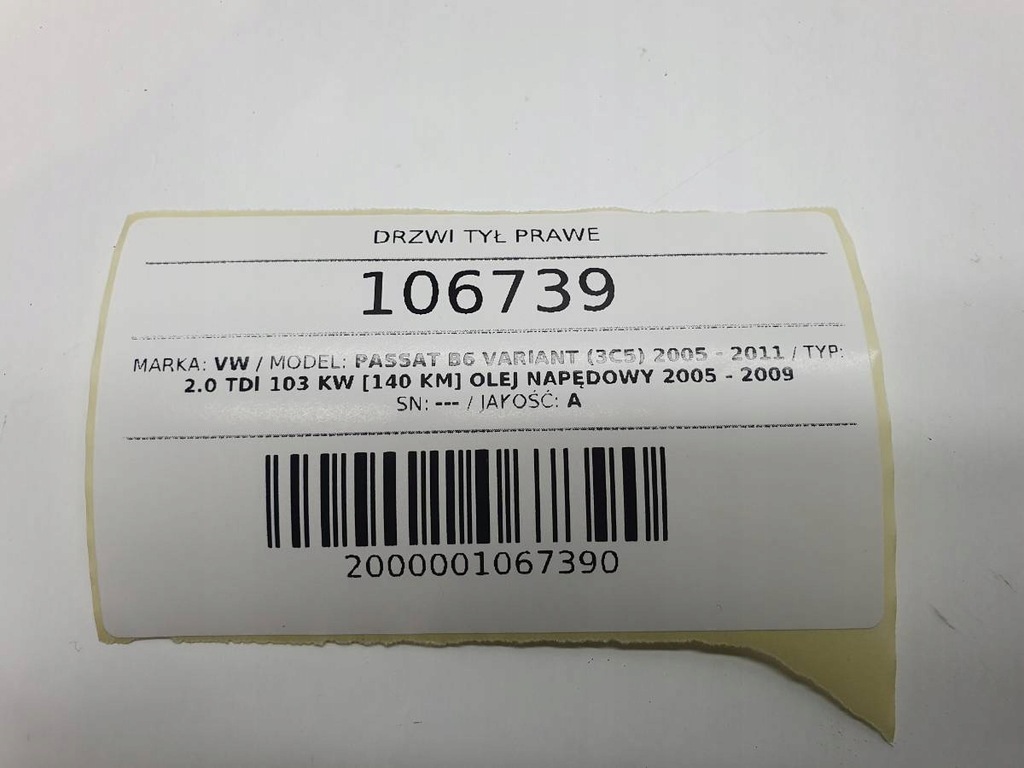 DRZWI TYŁ PRAWE
106739
MARKA: VW / MODEL: PASSAT B6 VARIANT (3C5) 2005 - 2011 / TYP:
2.0 TDI 103 KW [140 KM] OLEJ NAPĘDOWY 2005 - 2009
SN: --- / JAKOŚĆ: A
2000001067390